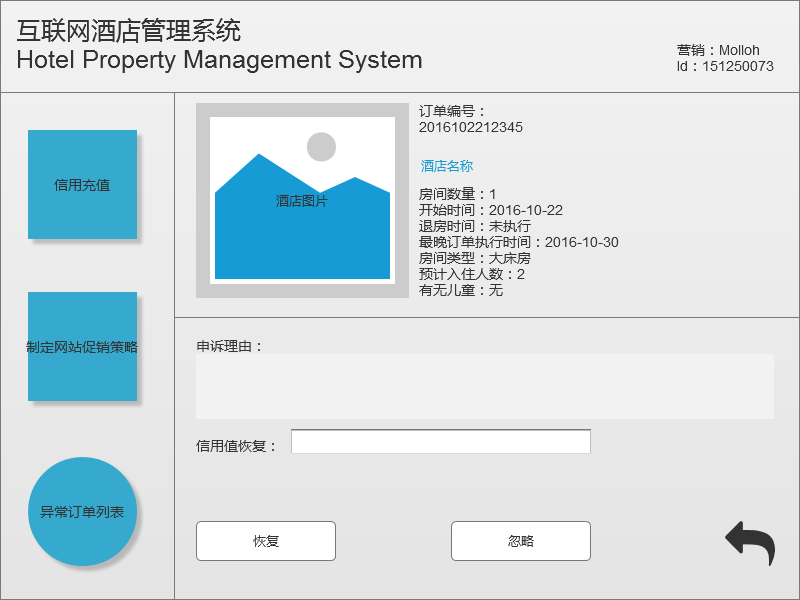 互联网酒店管理系统
Hotel Property Management System
营销：Molloh
Id：151250073
信用充值
制定网站促销策略
异常订单列表
酒店图片
订单编号：
2016102212345
酒店名称
房间数量：1
开始时间：2016-10-22
退房时间：未执行
最晚订单执行时间：2016-10-30
房间类型：大床房
预计入住人数：2
有无儿童：无
申诉理由：
信用值恢复：
恢复
忽略